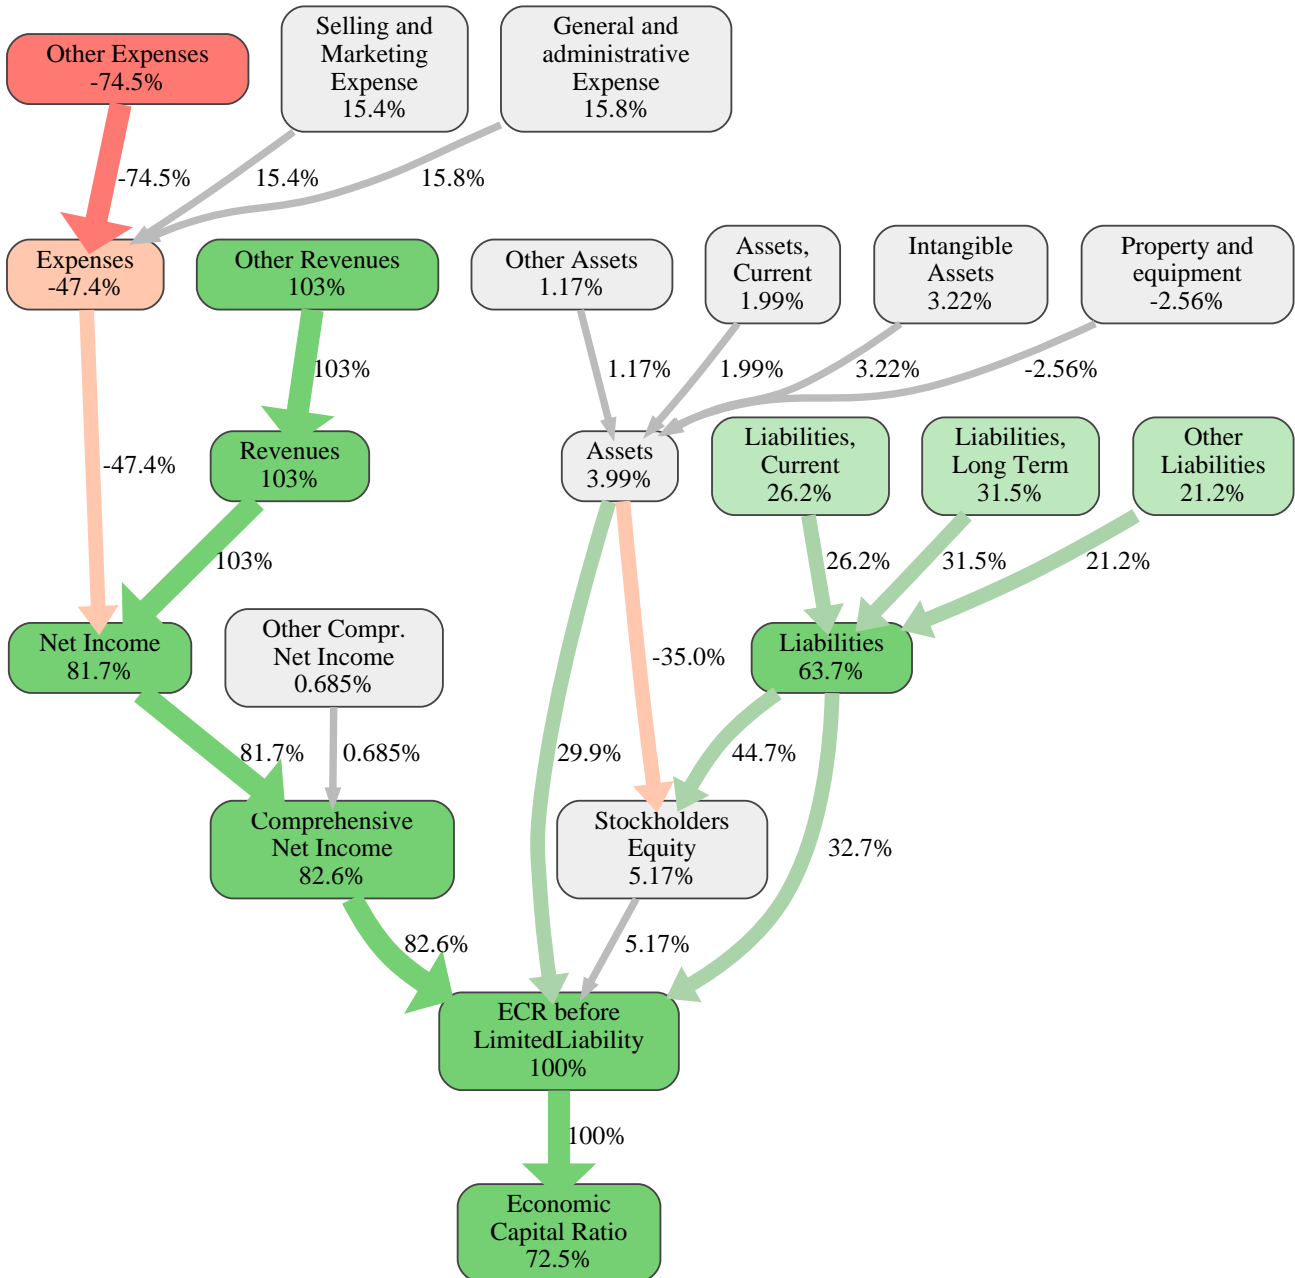 Other Expenses
-74.5%
Selling and
Marketing
Expense
15.4%
General and
administrative
Expense
15.8%
-74.5%
15.4%
15.8%
Expenses
-47.4%
Other Revenues
103%
Other Assets
1.17%
Assets,
Current
1.99%
Intangible
Assets
3.22%
Property and
equipment
-2.56%
103%
1.17%
1.99%
3.22%
-2.56%
-47.4%
Revenues
103%
Assets
3.99%
Liabilities,
Current
26.2%
Liabilities,
Long Term
31.5%
Other
Liabilities
21.2%
103%
26.2%
31.5%
21.2%
Net Income
81.7%
Other Compr.
Net Income
0.685%
-35.0%
Liabilities
63.7%
81.7%
0.685%
29.9%
44.7%
Comprehensive
Net Income
82.6%
Stockholders
Equity
5.17%
32.7%
82.6%
5.17%
ECR before
LimitedLiability
100%
100%
Economic
Capital Ratio
72.5%